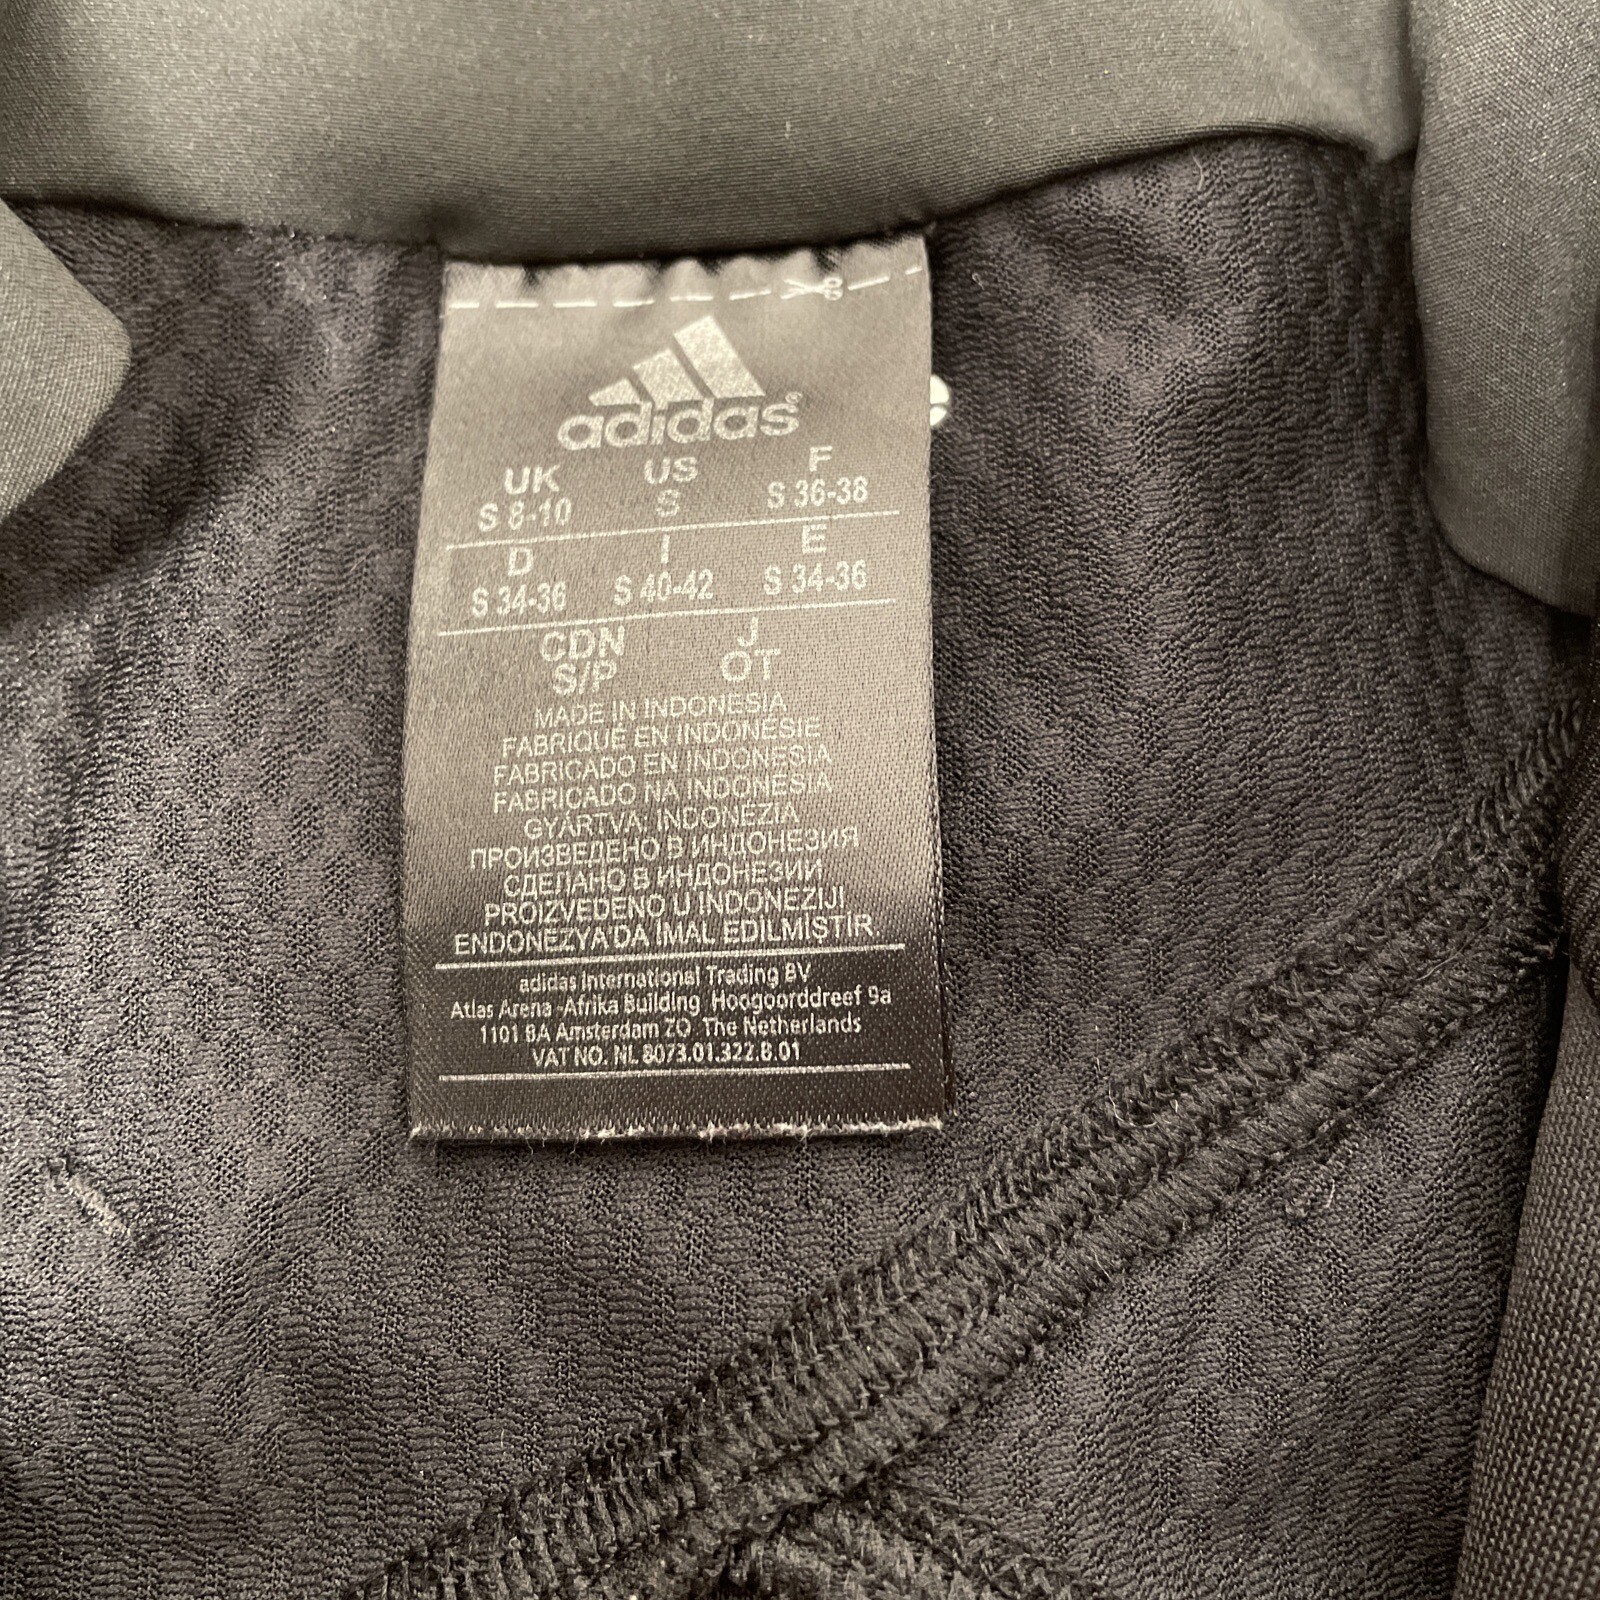 adidas®
UK US F
S 8-10 S S 36-38
D I E
S 34-36 S 40-42 S 34-36
CDN J
S/P OT
MADE IN INDONESIA
FABRIQUÉ EN INDONÉSIE
FABRICADO EN INDONESIA
FABRICADO NA INDONÉSIA
GYÁRTVA: INDONÉZIA
ПРОИЗВЕДЕНО В ИНДОНЕЗИЯ
СДЕЛАНО В ИНДОНЕЗИИ
PROIZVEDENO U INDONEZIJI
ENDONEZYA'DA İMAL EDİLMİŞTİR
adidas International Trading BV
Atlas Arena -Afrika Building Hoogoorddreef 9a
1101 BA Amsterdam ZO The Netherlands
VAT NO. NL 8073.01.322.B.01